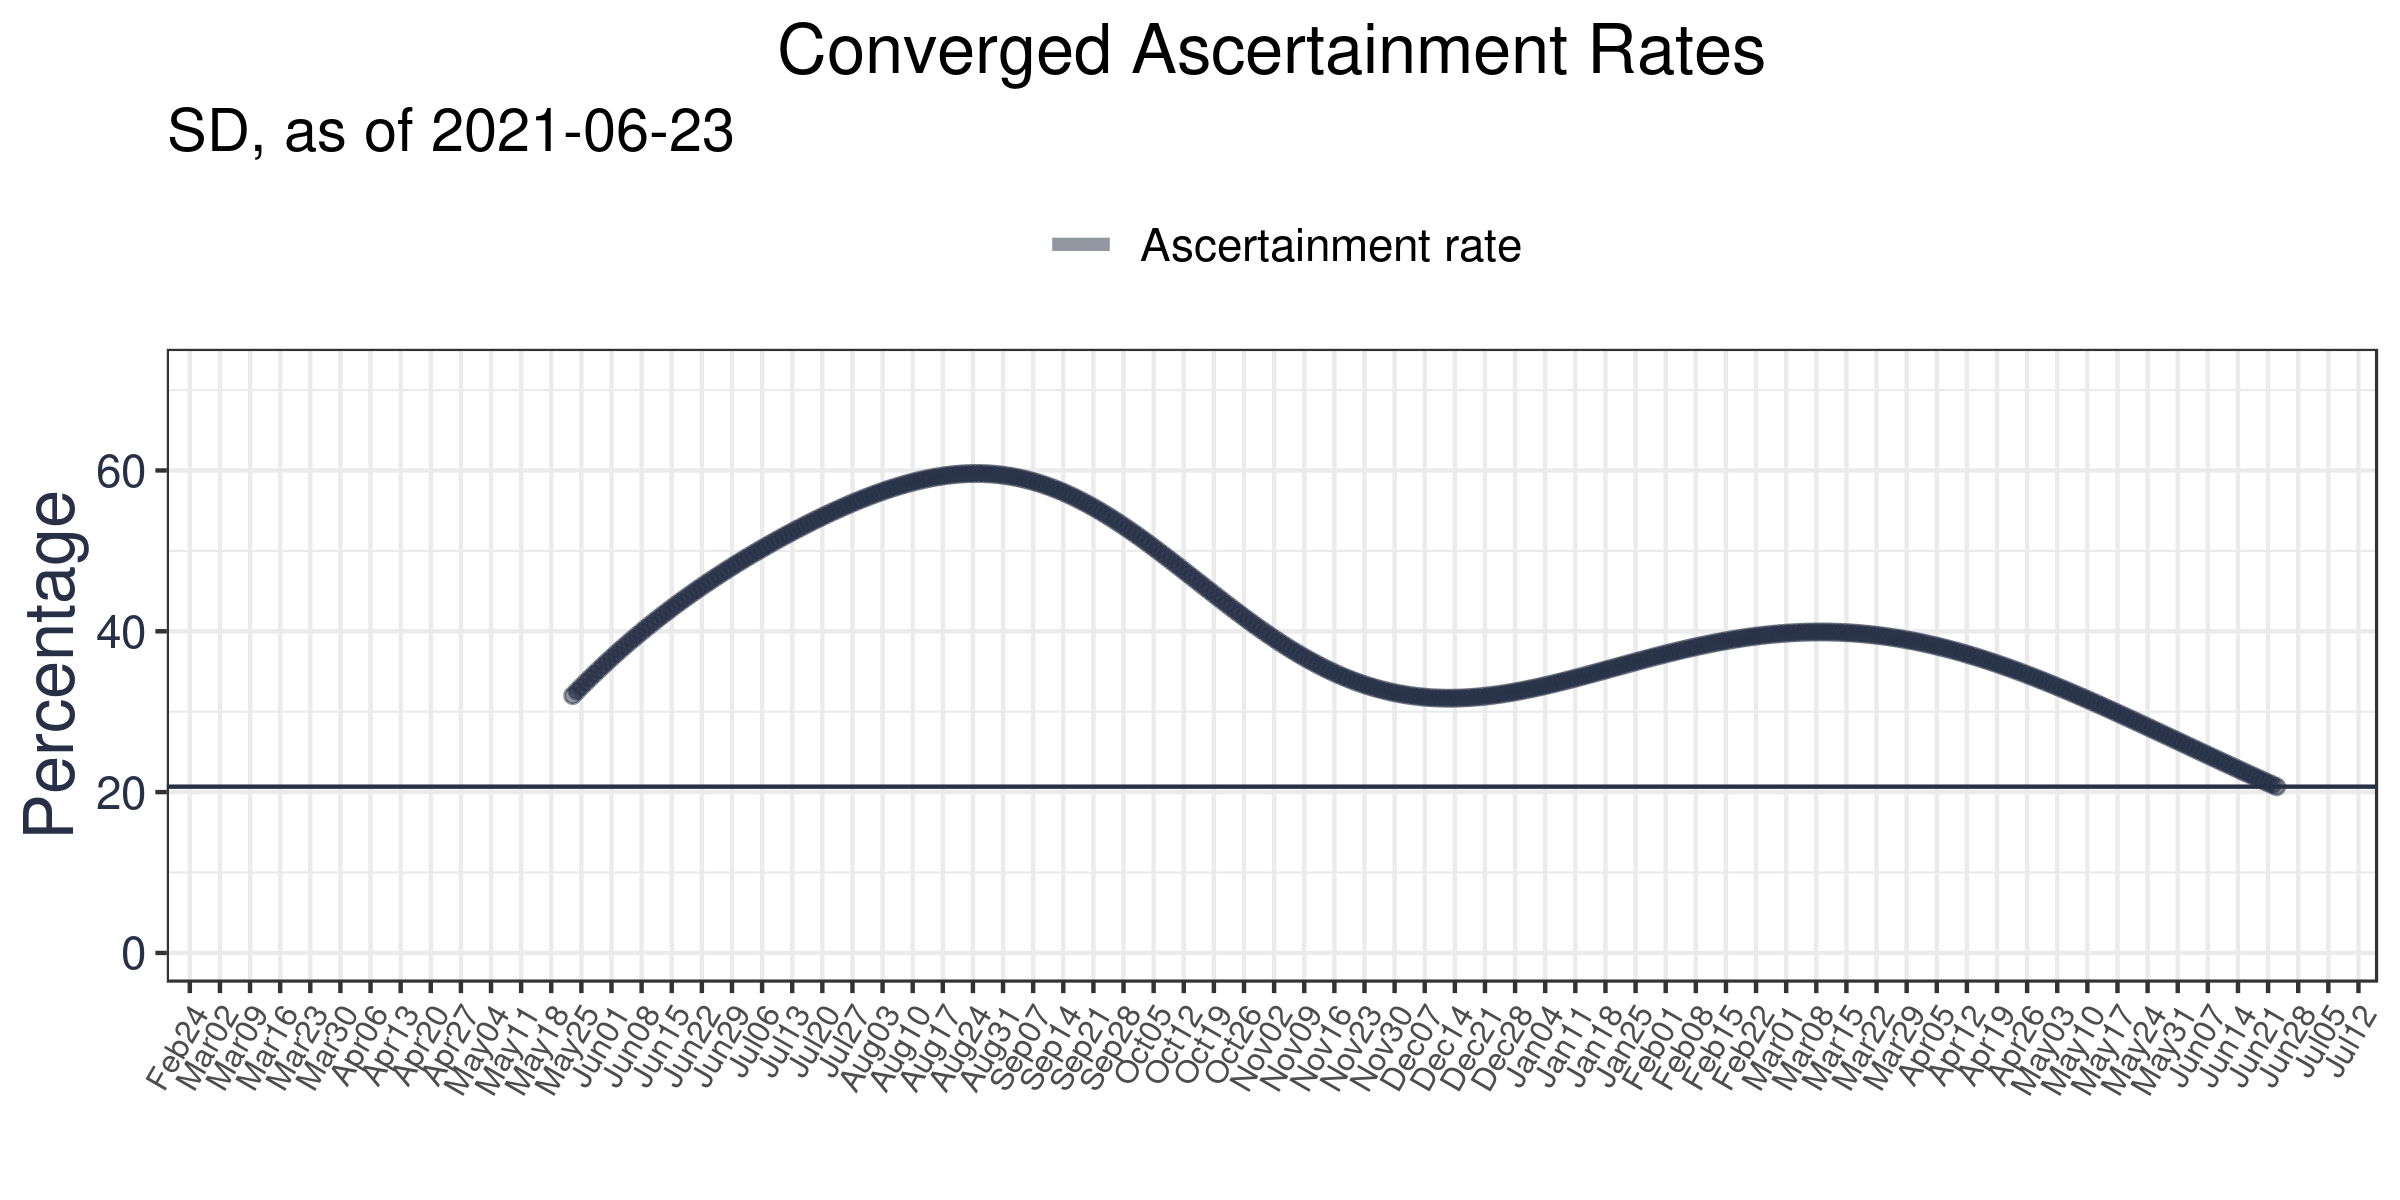 Converged Ascertainment Rates
SD, as of 2021-06-23
Ascertainment rate
Percentage
60
40
20
0
Feb24
Mar02
Mar09
Mar16
Mar23
Mar30
Apr06
Apr13
Apr20
Apr27
May04
May11
May18
May25
Jun01
Jun08
Jun15
Jun22
Jun29
Jul06
Jul13
Jul20
Jul27
Aug03
Aug10
Aug17
Aug24
Aug31
Sep07
Sep14
Sep21
Sep28
Oct05
Oct12
Oct19
Oct26
Nov02
Nov09
Nov16
Nov23
Nov30
Dec07
Dec14
Dec21
Dec28
Jan04
Jan11
Jan18
Jan25
Feb01
Feb08
Feb15
Feb22
Mar01
Mar08
Mar15
Mar22
Mar29
Apr05
Apr12
Apr19
Apr26
May03
May10
May17
May24
May31
Jun07
Jun14
Jun21
Jun28
Jul05
Jul12